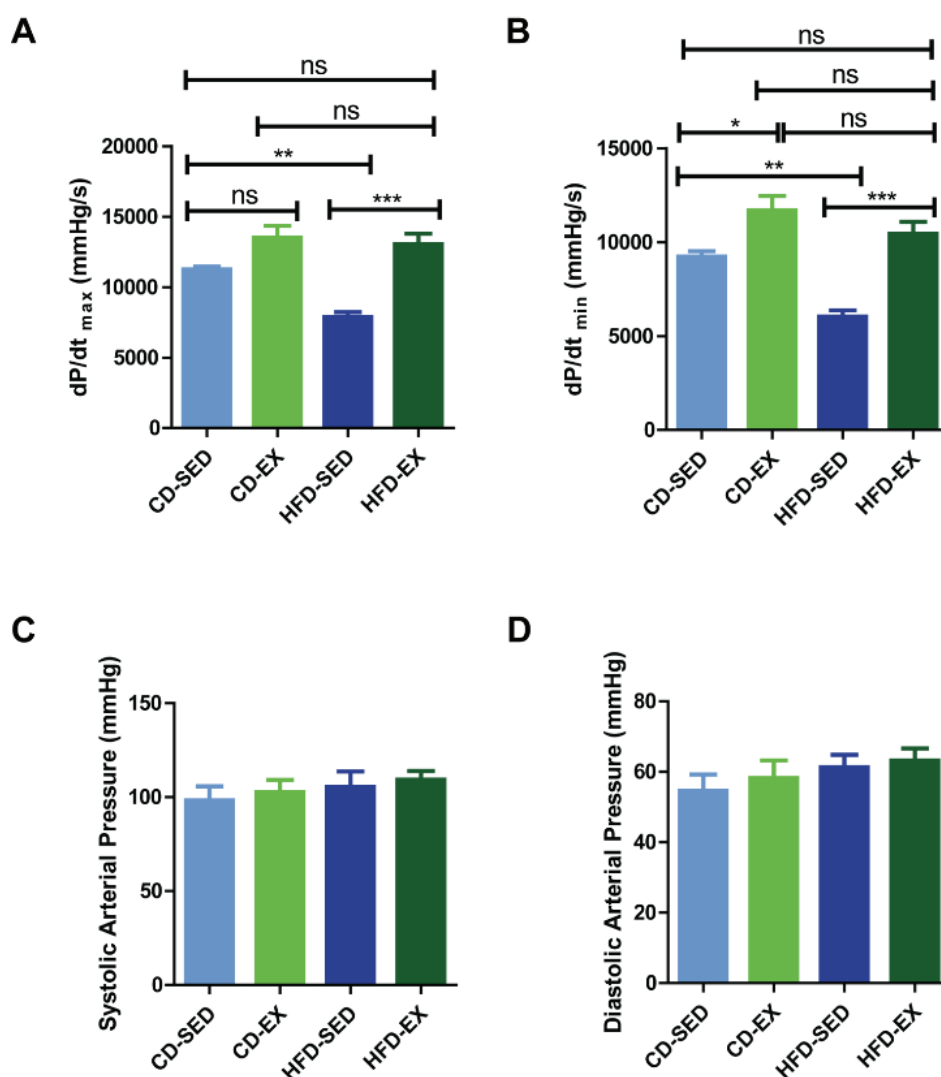 A
ns
ns
**
ns
***
20000
15000
10000
5000
0
dP/dt max (mmHg/s)
CD-SED
CD-EX
HFD-SED
HFD-EX
B
ns
ns
*
ns
**
***
15000
10000
5000
0
dP/dt min (mmHg/s)
CD-SED
CD-EX
HFD-SED
HFD-EX
C
150
100
50
0
Systolic Arterial Pressure (mmHg)
CD-SED
CD-EX
HFD-SED
HFD-EX
D
80
60
40
20
0
Diastolic Arterial Pressure (mmHg)
CD-SED
CD-EX
HFD-SED
HFD-EX